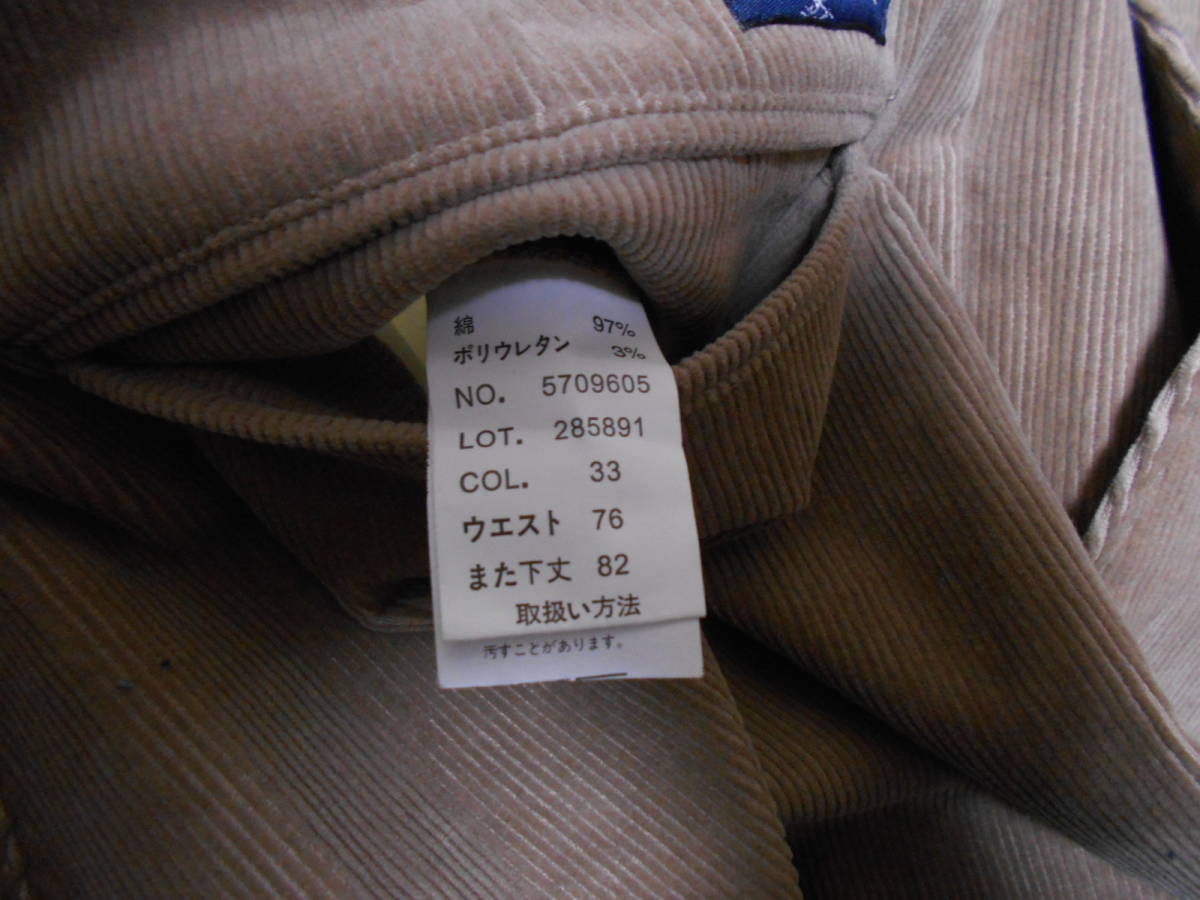 綿 97%
ポリウレタン 3%
NO. 5709605
LOT. 285891
COL. 33
ウエスト 76
また下丈 82
取扱い方法
汚すことがあります。